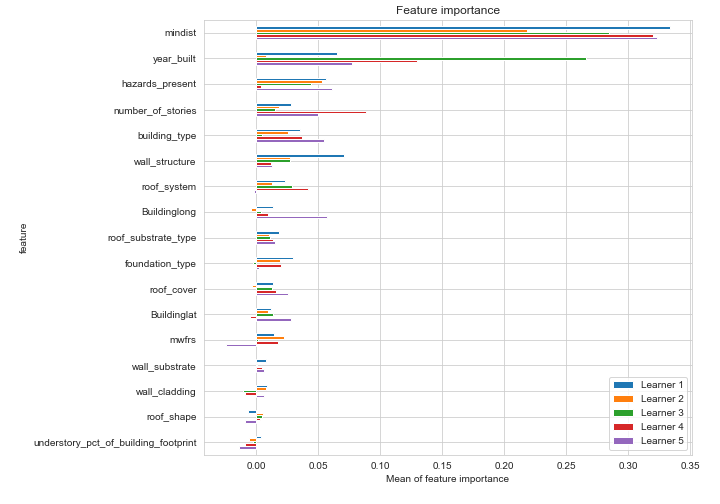 Feature importance
mindist
year_built
hazards_present
number_of_stories
building_type
wall_structure
roof_system
Buildinglong
roof_substrate_type
foundation_type
roof_cover
Buildinglat
mwfrs
wall_substrate
wall_cladding
roof_shape
understory_pct_of_building_footprint
feature
Learner 1
Learner 2
Learner 3
Learner 4
Learner 5
0.00 0.05 0.10 0.15 0.20 0.25 0.30 0.35
Mean of feature importance